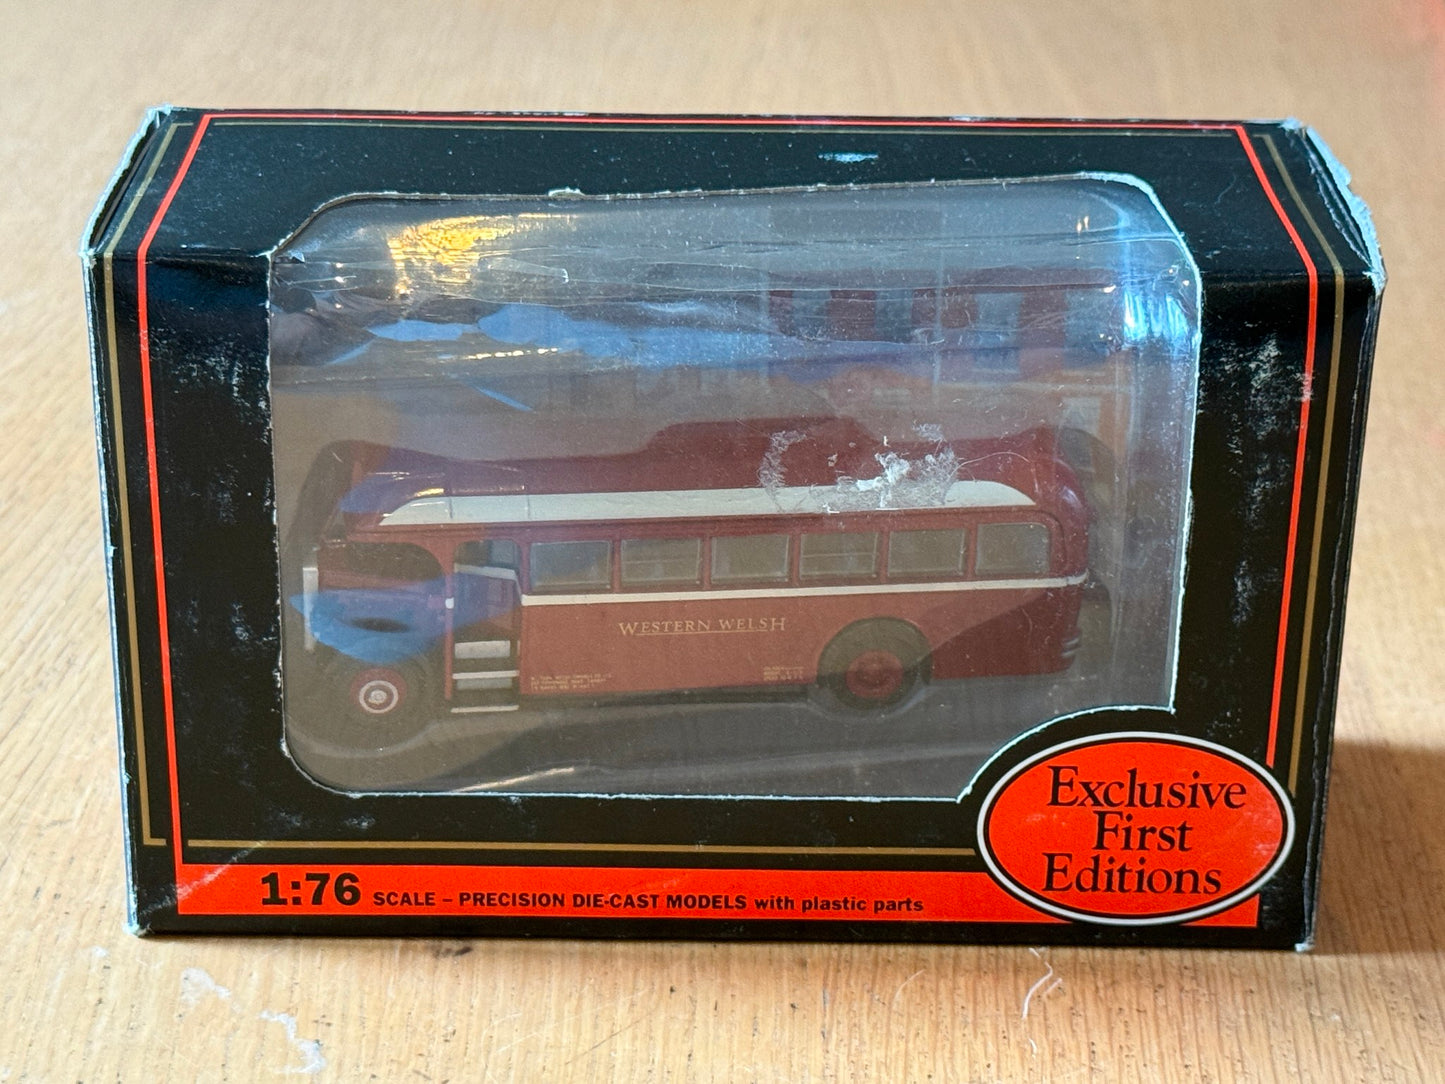 WESTERN WELSH
Exclusive
First
Editions
1:76 SCALE – PRECISION DIE-CAST MODELS with plastic parts